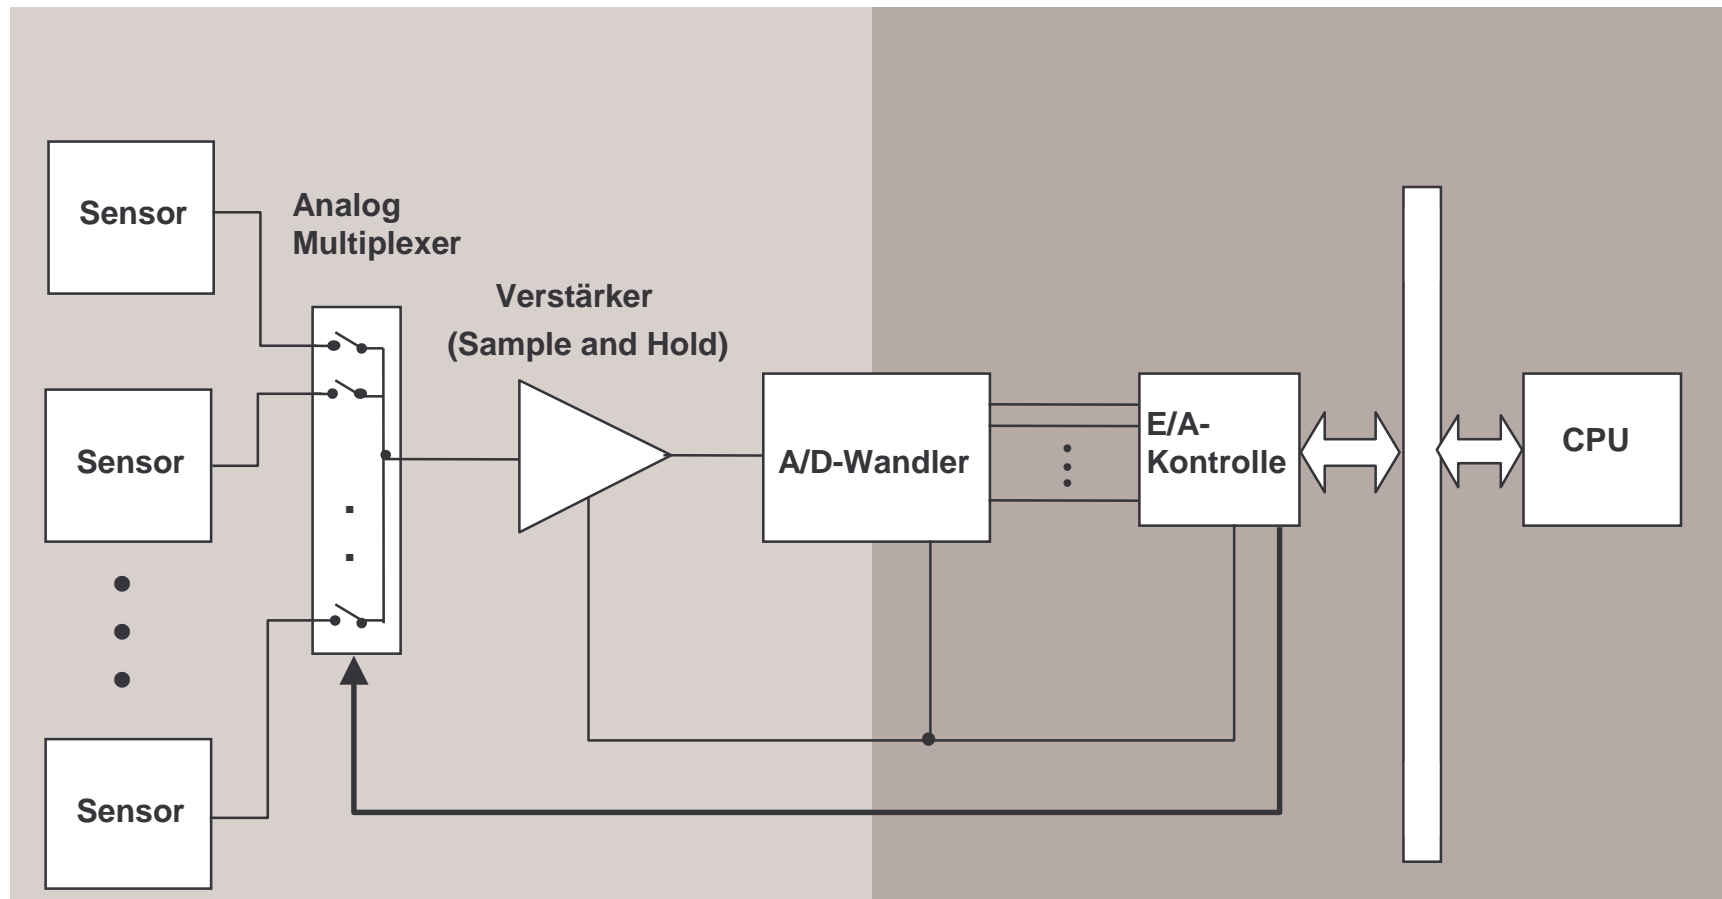 Sensor
Analog
Multiplexer
Verstärker
(Sample and Hold)
Sensor
A/D-Wandler
E/A-
Kontrolle
CPU
Sensor